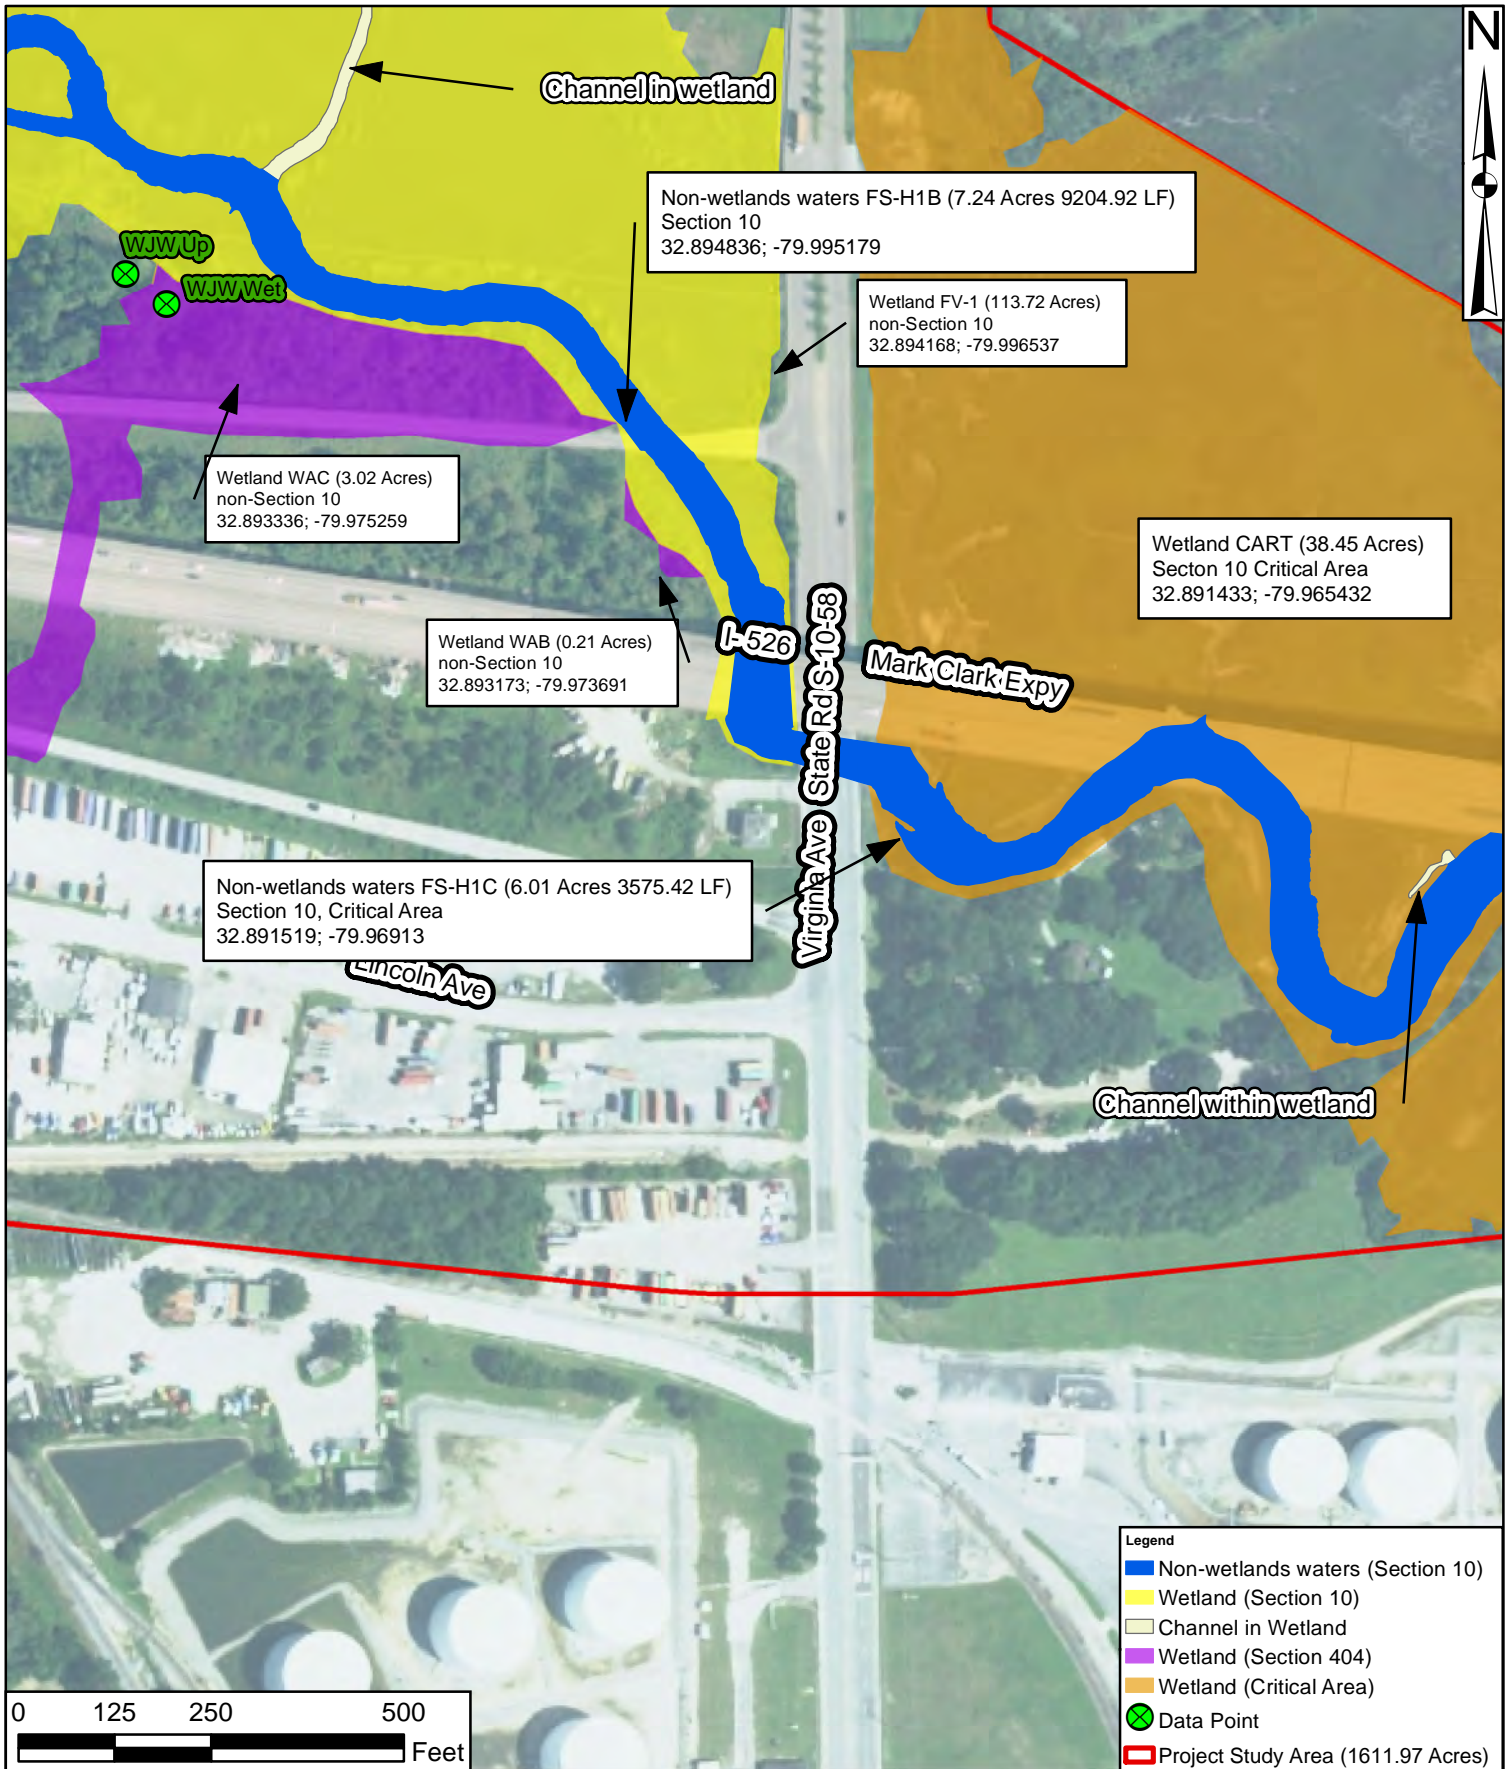 N
Channel in wetland
Non-wetlands waters FS-H1B (7.24 Acres 9204.92 LF)
Section 10
32.894836; -79.995179
WJW Up
WJW Wet
Wetland FV-1 (113.72 Acres)
non-Section 10
32.894168; -79.996537
Wetland WAC (3.02 Acres)
non-Section 10
32.893336; -79.975259
Wetland CART (38.45 Acres)
Secton 10 Critical Area
32.891433; -79.965432
Wetland WAB (0.21 Acres)
non-Section 10
32.893173; -79.973691
I- 526
State Rd S-10-58
Mark Clark Expy
Virginia Ave
Non-wetlands waters FS-H1C (6.01 Acres 3575.42 LF)
Section 10, Critical Area
32.891519; -79.96913
Lincoln Ave
Channel within wetland
Legend
Non-wetlands waters (Section 10)
Wetland (Section 10)
Channel in Wetland
Wetland (Section 404)
Wetland (Critical Area)
Data Point
Project Study Area (1611.97 Acres)
0 125 250 500
Feet